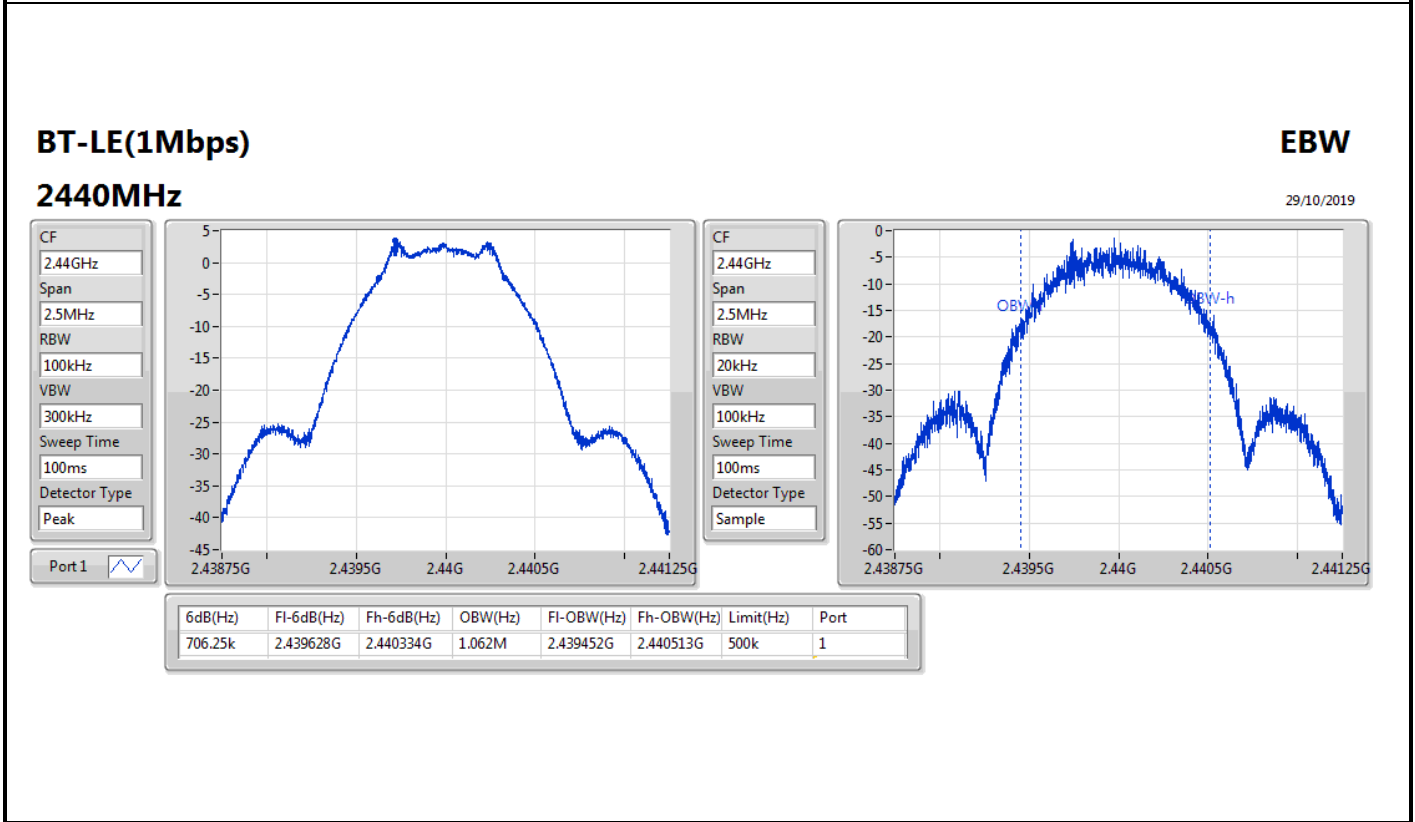 BT-LE(1Mbps)
EBW
2440MHz
29/10/2019
CF
2.44GHz
Span
2.5MHz
RBW
100kHz
VBW
300kHz
Sweep Time
100ms
Detector Type
Peak
Port 1
5
0
-5
-10
-15
-20
-25
-30
-35
-40
-45
2.43875G 2.4395G 2.44G 2.4405G 2.44125G
CF
2.44GHz
Span
2.5MHz
RBW
20kHz
VBW
100kHz
Sweep Time
100ms
Detector Type
Sample
0
-5
-10
-15
-20
-25
-30
-35
-40
-45
-50
-55
-60
2.43875G 2.4395G 2.44G 2.4405G 2.44125G
6dB(Hz) Fl-6dB(Hz) Fh-6dB(Hz) OBW(Hz) Fl-OBW(Hz) Fh-OBW(Hz) Limit(Hz) Port
706.25k 2.439628G 2.440334G 1.062M 2.439452G 2.440513G 500k 1